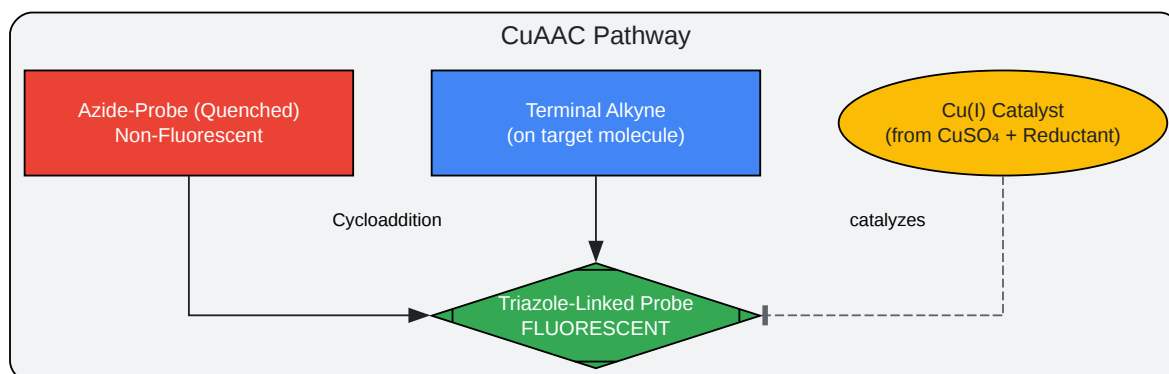 CuAAC Pathway
Azide-Probe (Quenched)
Non-Fluorescent
Terminal Alkyne
(on target molecule)
Cu(I) Catalyst
(from CuSO₄ + Reductant)
Cycloaddition
catalyzes
Triazole-Linked Probe
FLUORESCENT